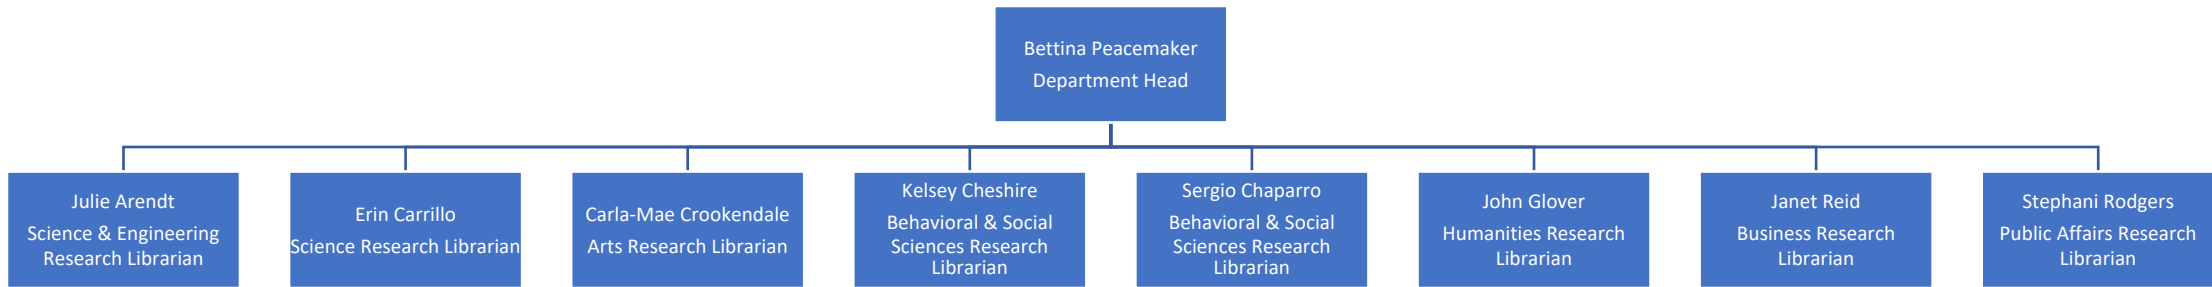 Bettina Peacemaker
Department Head
Julie Arendt
Science & Engineering
Research Librarian
Erin Carrillo
Science Research Librarian
Carla-Mae Crookendale
Arts Research Librarian
Kelsey Cheshire
Behavioral & Social
Sciences Research
Librarian
Sergio Chaparro
Behavioral & Social
Sciences Research
Librarian
John Glover
Humanities Research
Librarian
Janet Reid
Business Research
Librarian
Stephani Rodgers
Public Affairs Research
Librarian